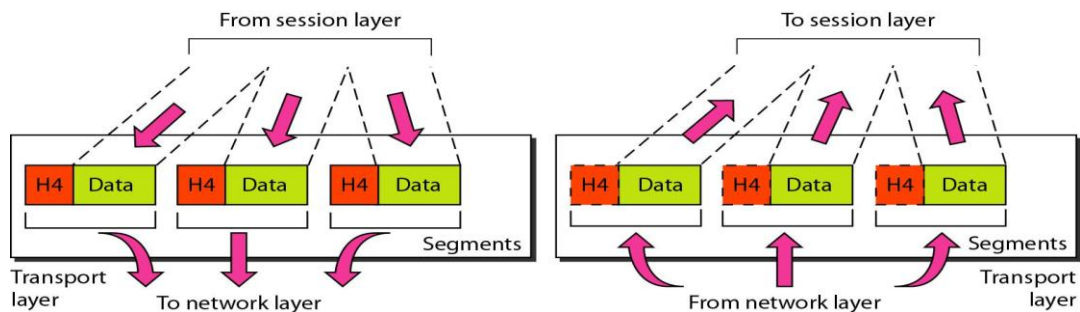 From session layer
H4 Data H4 Data H4 Data
Segments
Transport
layer
To network layer
To session layer
H4 Data H4 Data H4 Data
Segments
From network layer
Transport
layer